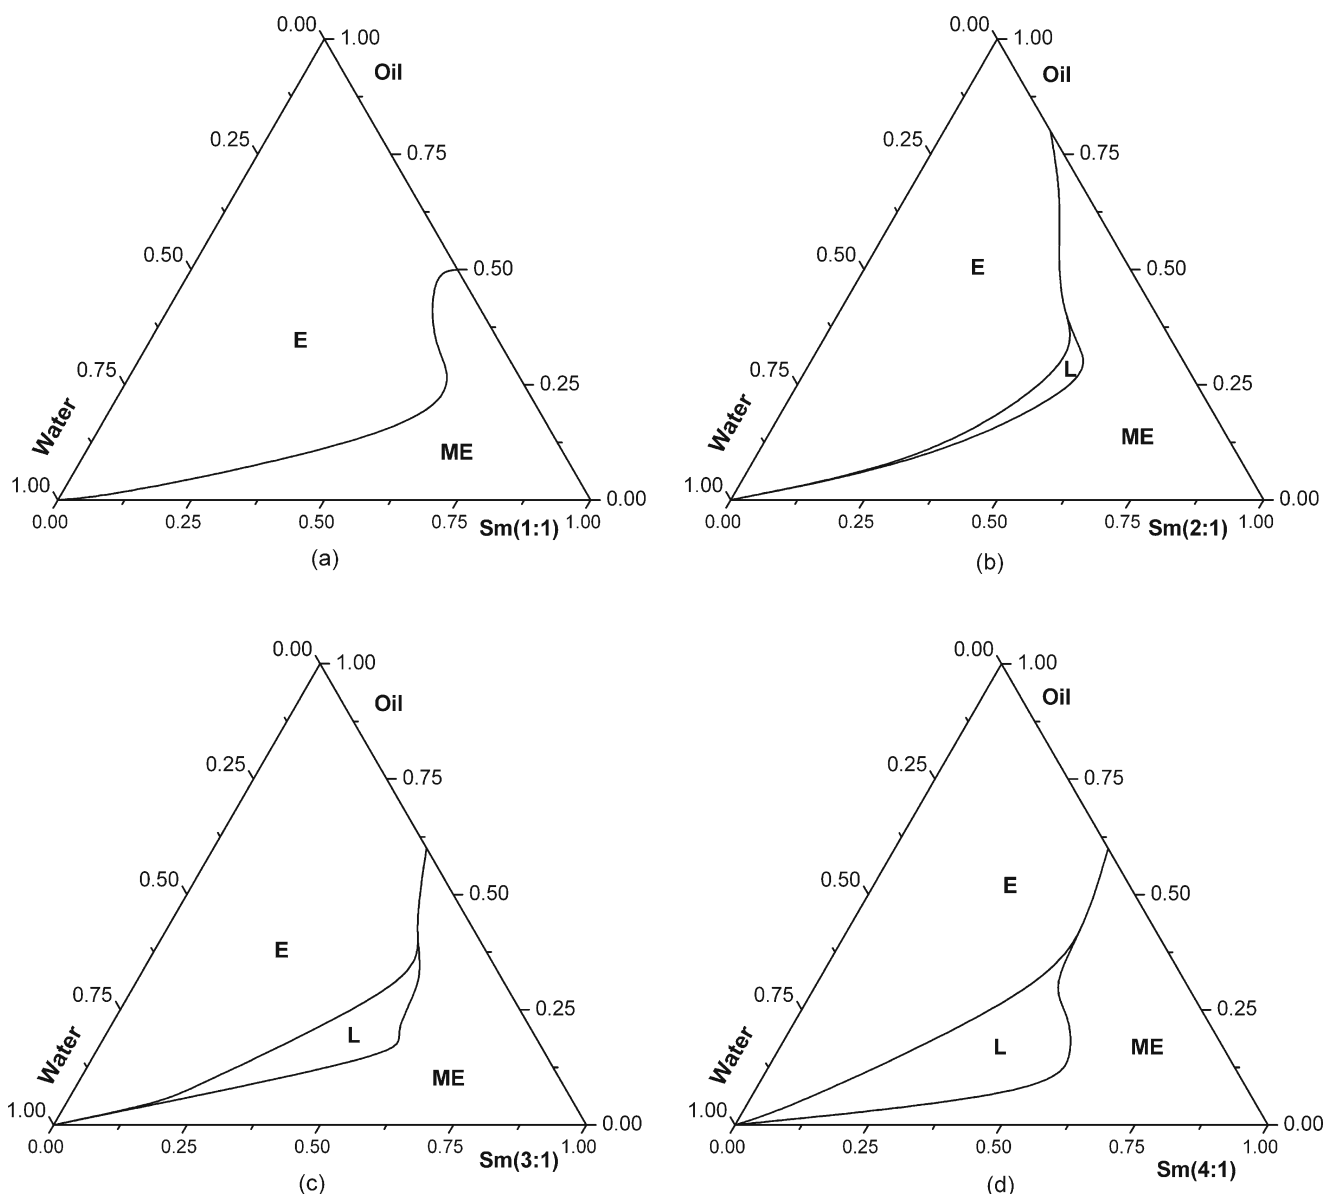 0.00 1.00 0.00 1.00
Oil Oil
0.25 0.75 0.25 0.75
0.50 0.50 0.50 0.50
E E
0.75 0.25 0.75 0.25
L
Water ME Water ME
1.00 0.00 1.00 0.00
0.00 0.25 0.50 0.75 1.00 0.00 0.25 0.50 0.75 1.00
Sm(1:1) Sm(2:1)
(a) (b)
0.00 1.00 0.00 1.00
Oil Oil
0.25 0.75 0.25 0.75
0.50 0.50 0.50 0.50
E E
0.75 0.25 0.75 0.25
L L
Water ME Water ME
1.00 0.00 1.00 0.00
0.00 0.25 0.50 0.75 1.00 0.00 0.25 0.50 0.75 1.00
Sm(3:1) Sm(4:1)
(c) (d)